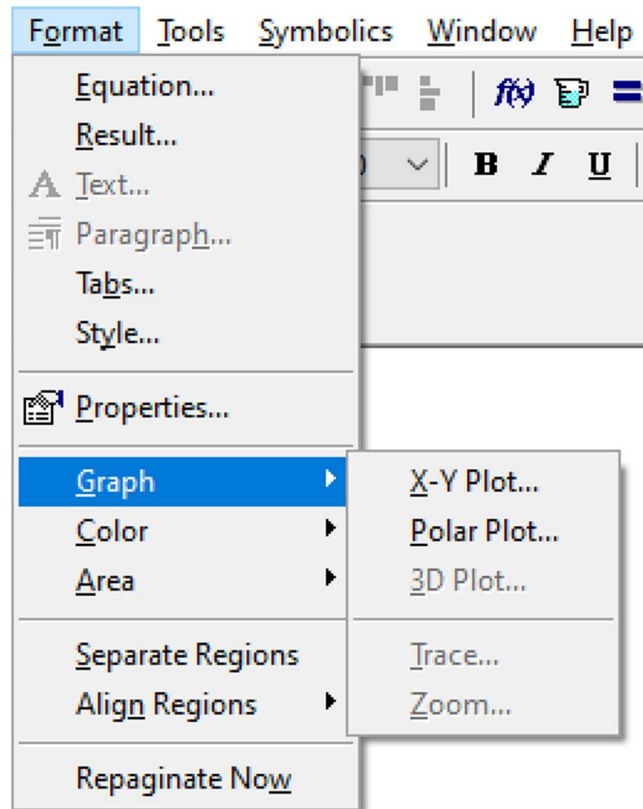 Format Tools Symbolics Window Help
Equation...
f(x)
Result...
B I U
Text...
Paragraph...
Tabs...
Style...
Properties...
Graph
X-Y Plot...
Color
Polar Plot...
Area
3D Plot...
Separate Regions
Trace...
Align Regions
Zoom...
Repaginate Now